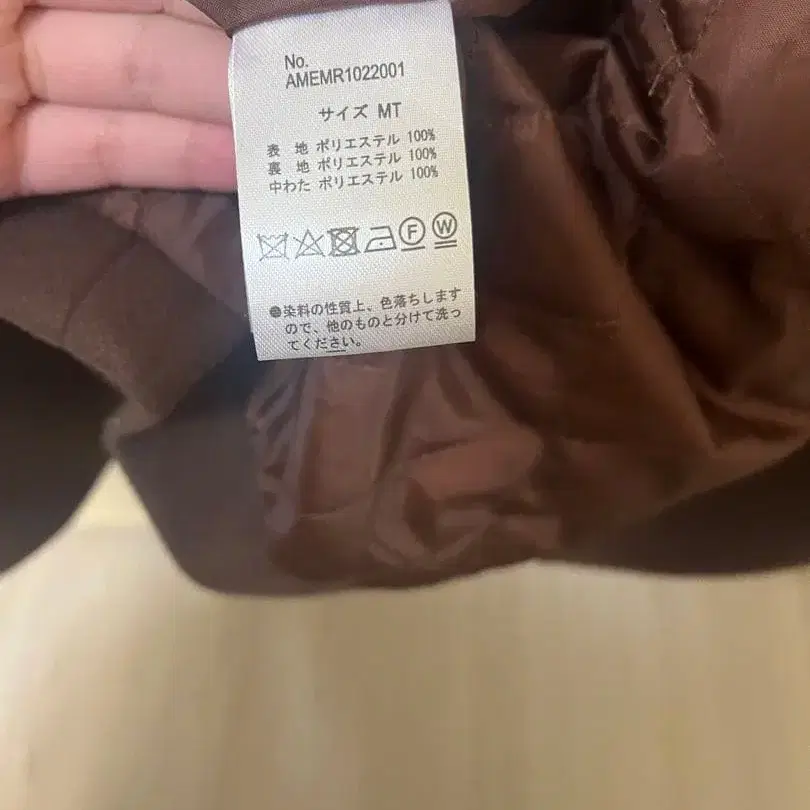 No.
AMEMR1022001
サイズ MT
表 地 ポリエステル 100%
裏 地 ポリエステル 100%
中わた ポリエステル 100%
F W
●染料の性質上、色落ちします
ので、他のものと分けて洗っ
てください。